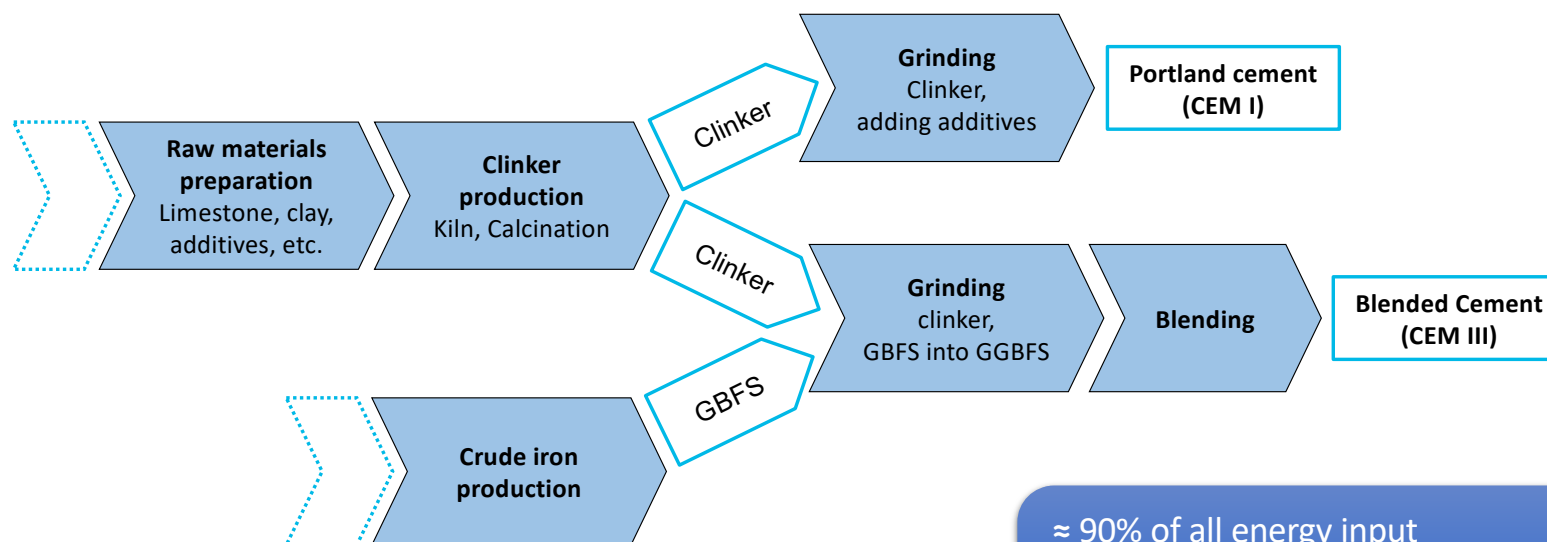 Raw materials
preparation
Limestone, clay,
additives, etc.
Clinker
production
Kiln, Calcination
Clinker
Grinding
Clinker,
adding additives
Portland cement
(CEM I)
Clinker
GBFS
Grinding
clinker,
GBFS into GGBFS
Blending
Blended Cement
(CEM III)
Crude iron
production
≈ 90% of all energy input